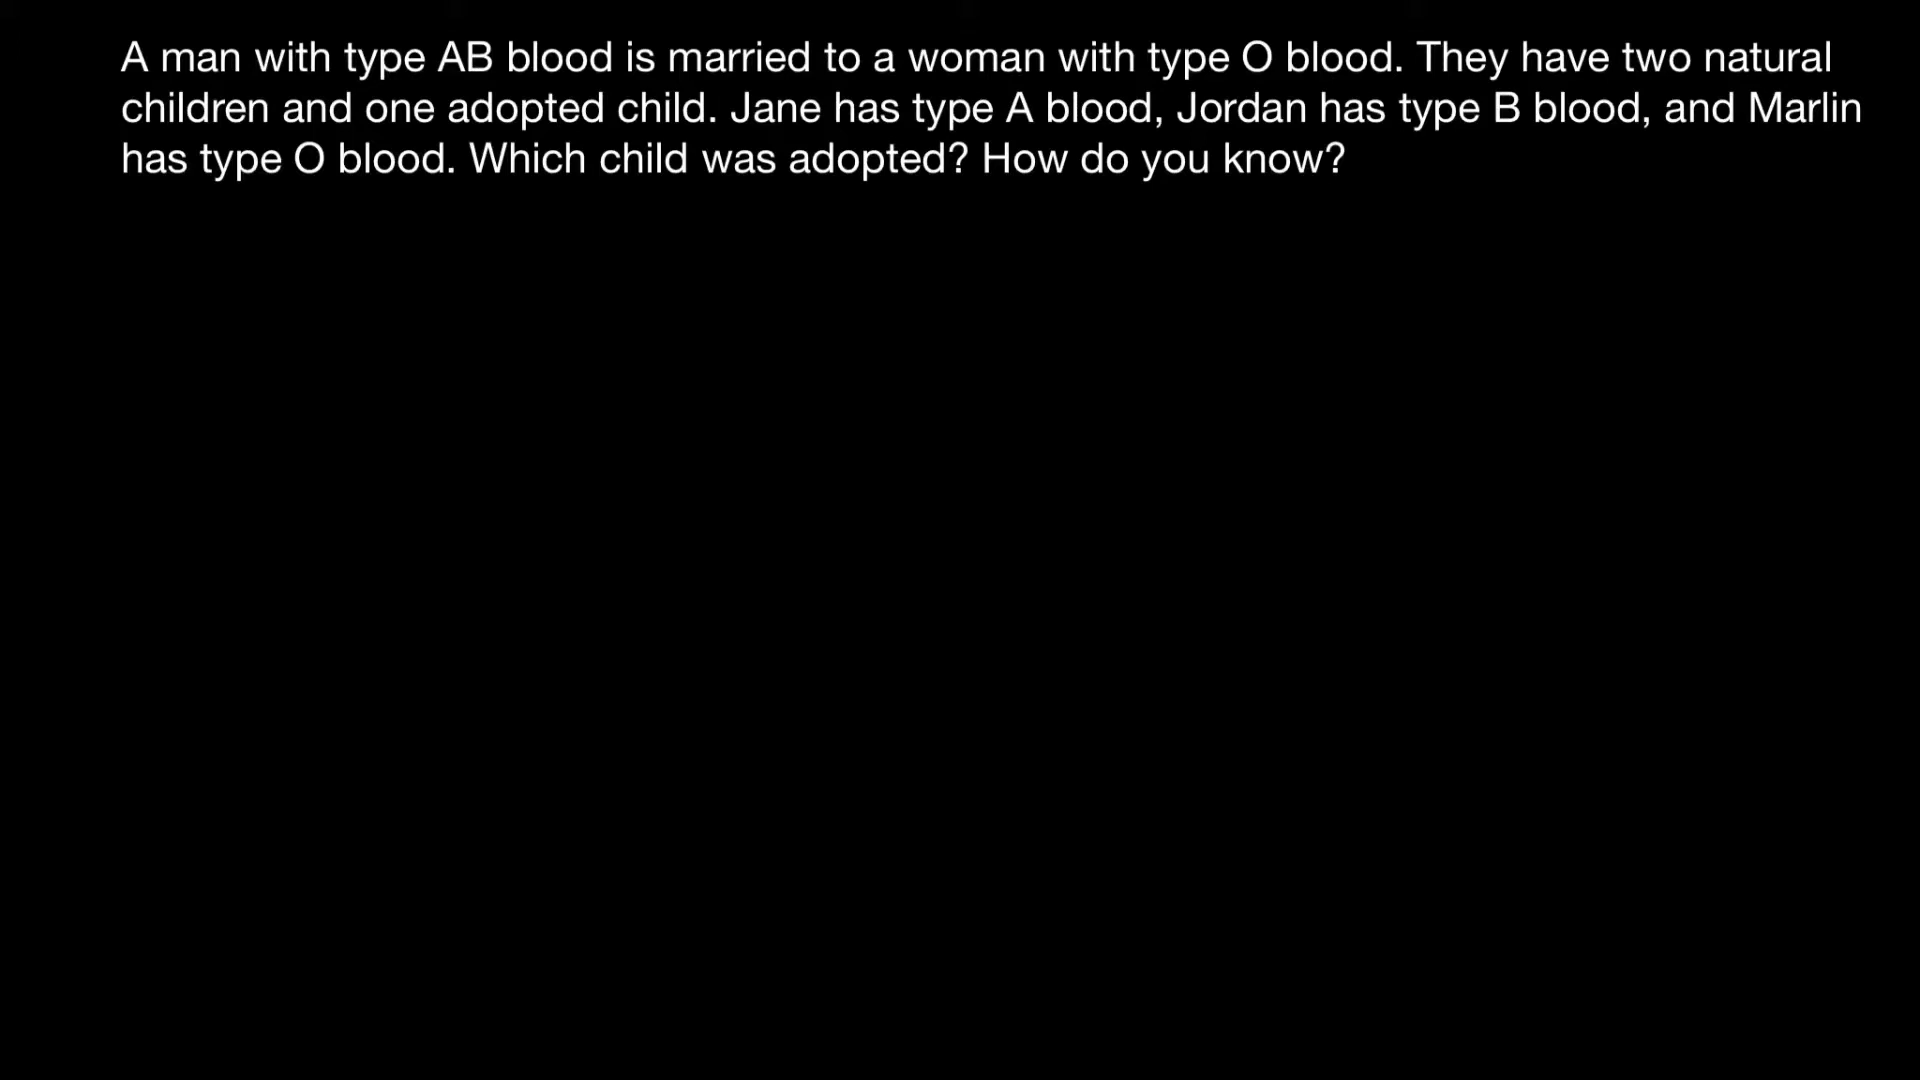 A man with type AB blood is married to a woman with type O blood. They have two natural
children and one adopted child. Jane has type A blood, Jordan has type B blood, and Marlin
has type O blood. Which child was adopted? How do you know?